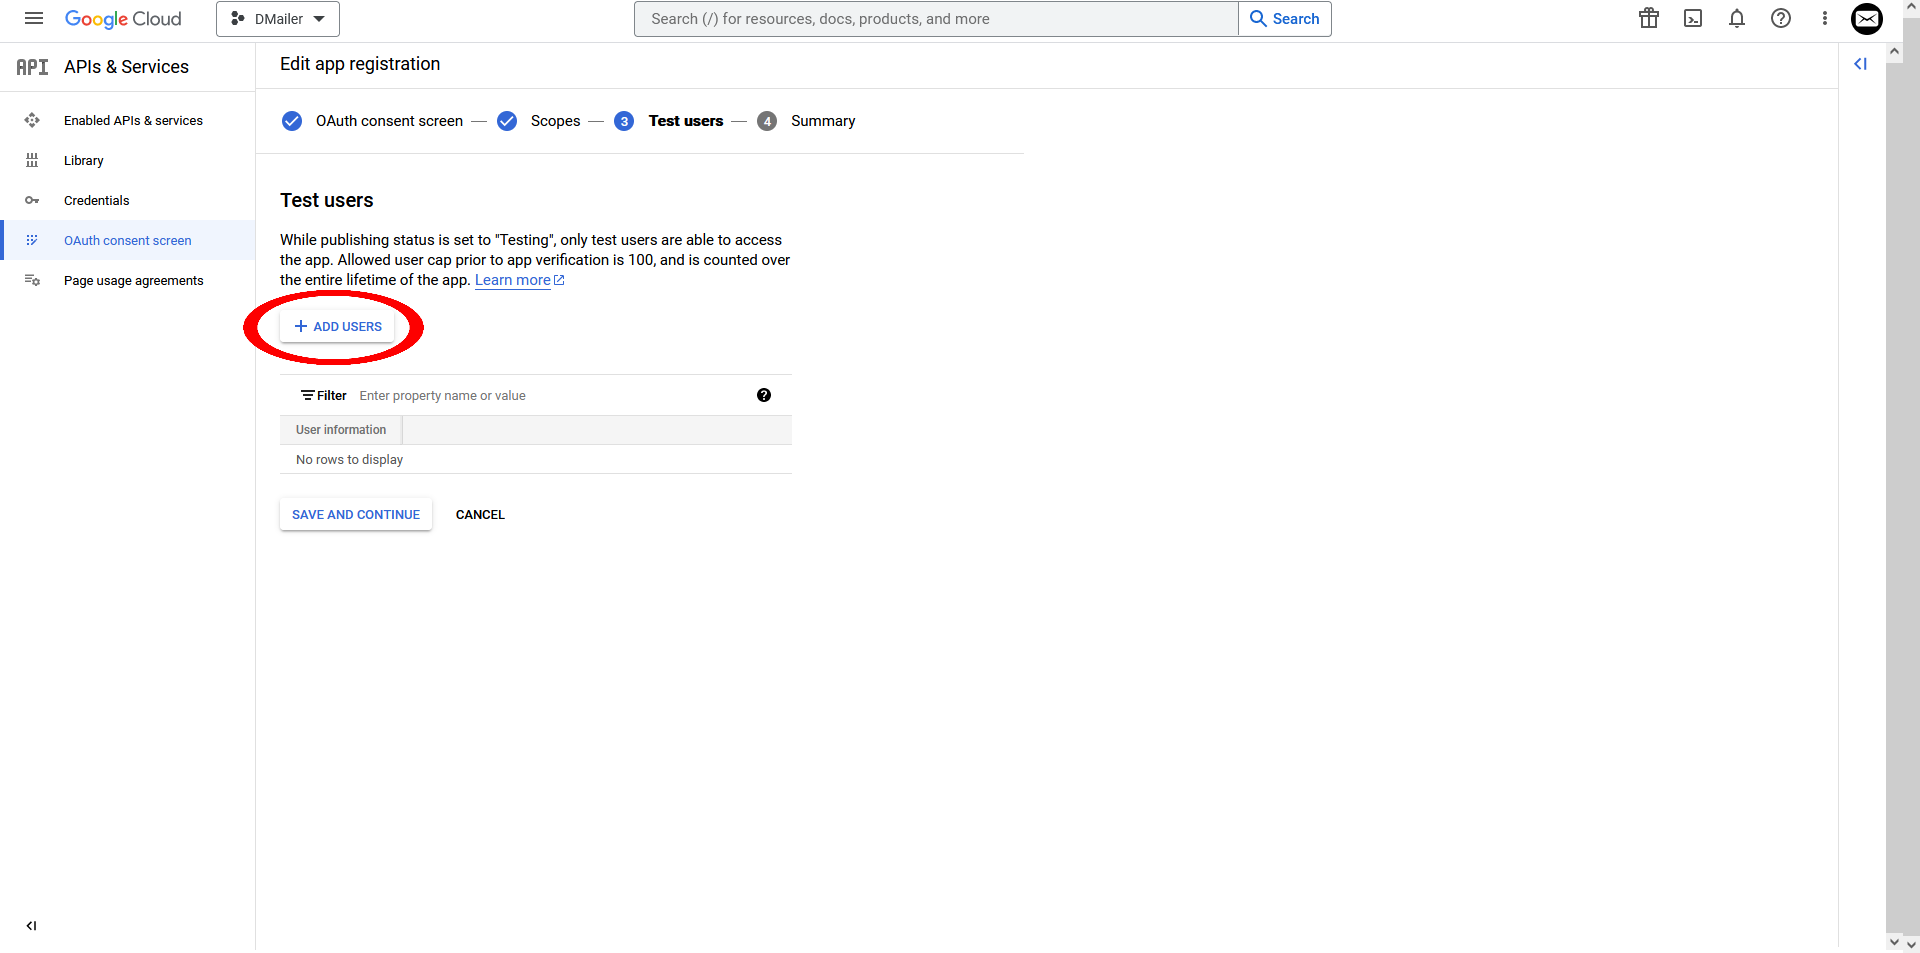 Google Cloud
DMailer
Search (/) for resources, docs, products, and more
Search
API
APIs & Services
Edit app registration
Enabled APIs & services
Library
Credentials
OAuth consent screen
Page usage agreements
OAuth consent screen
Scopes
3
Test users
4
Summary
Test users
While publishing status is set to "Testing", only test users are able to access
the app. Allowed user cap prior to app verification is 100, and is counted over
the entire lifetime of the app. Learn more
ADD USERS
Filter
Enter property name or value
User information
No rows to display
SAVE AND CONTINUE
CANCEL